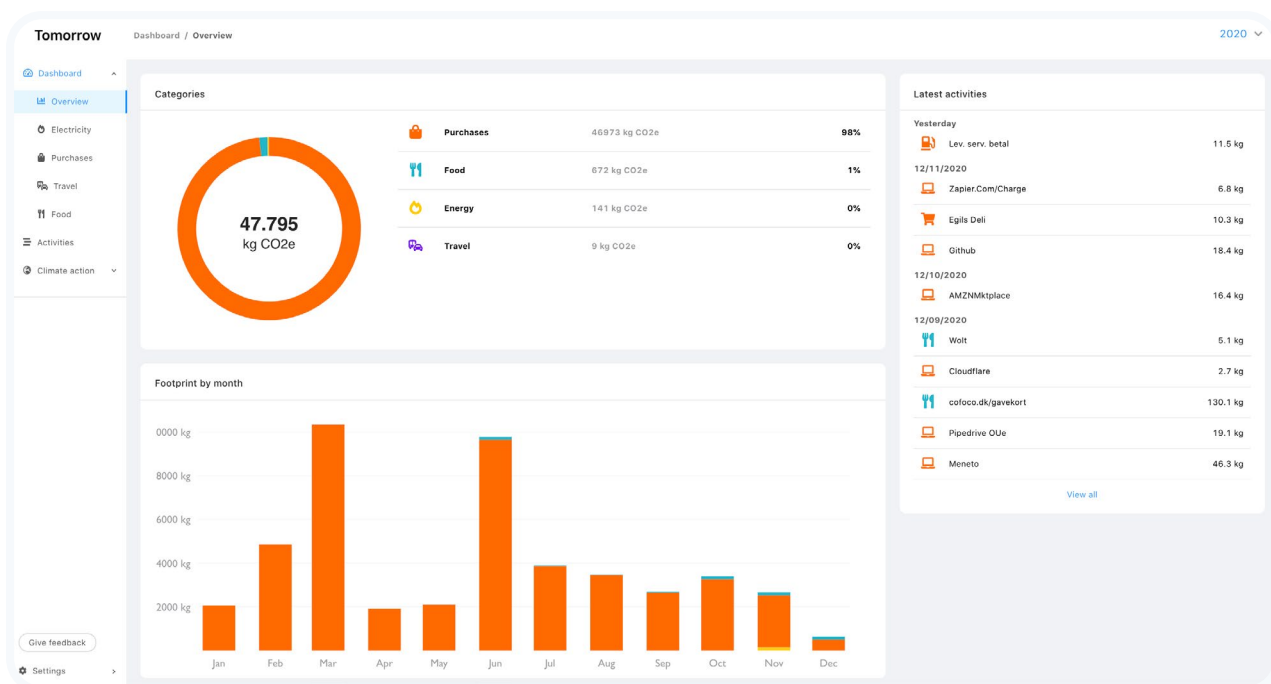 Tomorrow
Dashboard / Overview
2020
Dashboard
Overview
Electricity
Purchases
Travel
Food
Activities
Climate action
Give feedback
Settings
Categories
47.795
kg CO2e
Purchases 46973 kg CO2e 98%
Food 672 kg CO2e 1%
Energy 141 kg CO2e 0%
Travel 9 kg CO2e 0%
Footprint by month
0000 kg
8000 kg
6000 kg
4000 kg
2000 kg
Jan Feb Mar Apr May Jun Jul Aug Sep Oct Nov Dec
Latest activities
Yesterday
Lev. serv. betal 11.5 kg
12/11/2020
Zapier.Com/Charge 6.8 kg
Egils Deli 10.3 kg
Github 18.4 kg
12/10/2020
AMZNMktplace 16.4 kg
12/09/2020
Wolt 5.1 kg
Cloudflare 2.7 kg
cofoco.dk/gavekort 130.1 kg
Pipedrive OUe 19.1 kg
Meneto 46.3 kg
View all